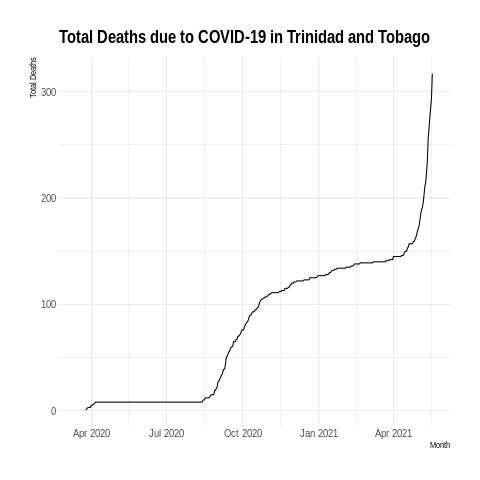 Total Deaths due to COVID-19 in Trinidad and Tobago
Total Deaths
300
200
100
0
Apr 2020 Jul 2020 Oct 2020 Jan 2021 Apr 2021
Month